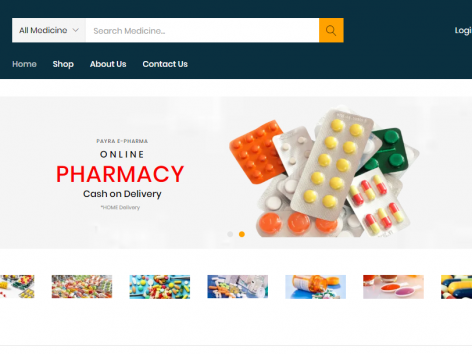 All Medicine
Search Medicine...
Home
Shop
About Us
Contact Us
PAYRA E-PHARMA
ONLINE
PHARMACY
Cash on Delivery
*HOME Delivery